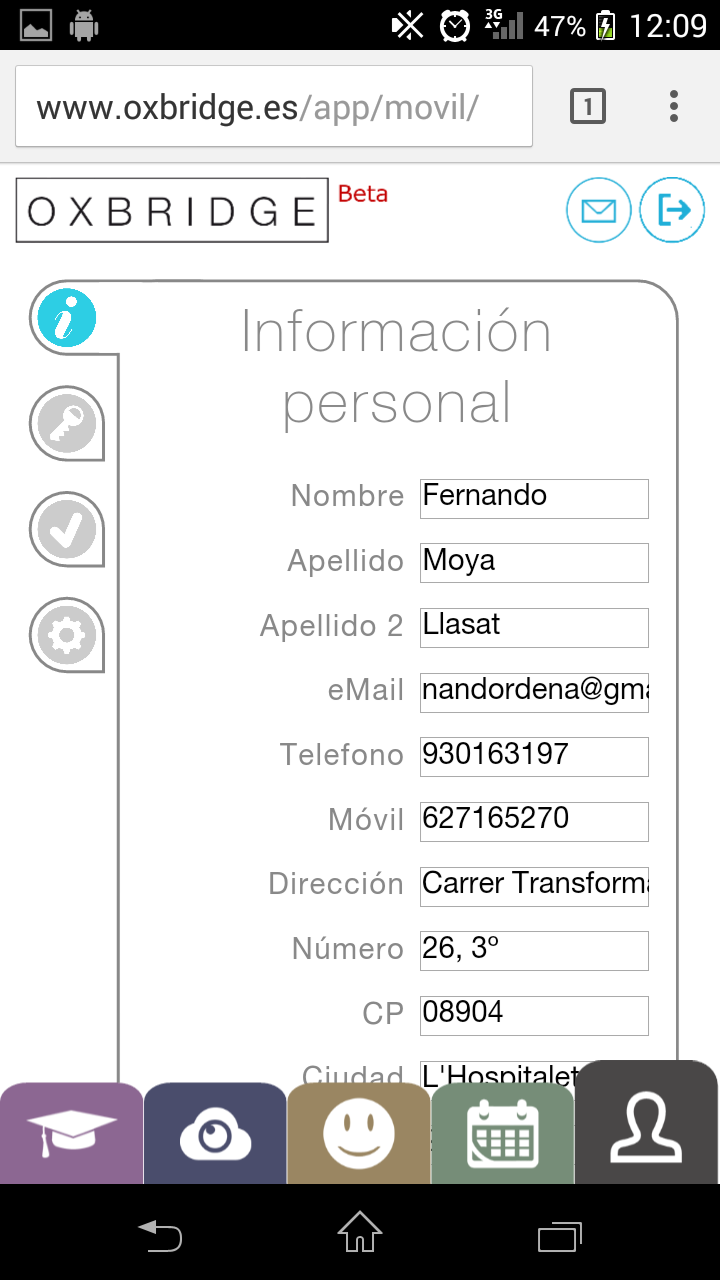 3G 47% 12:09
www.oxbridge.es/app/movil/ 1
OXBRIDGE Beta
Información
personal
Nombre Fernando
Apellido Moya
Apellido 2 Llasat
eMail nandordena@gma
Telefono 930163197
Móvil 627165270
Dirección Carrer Transforma
Número 26, 3º
CP 08904
Ciudad L'Hospitalet